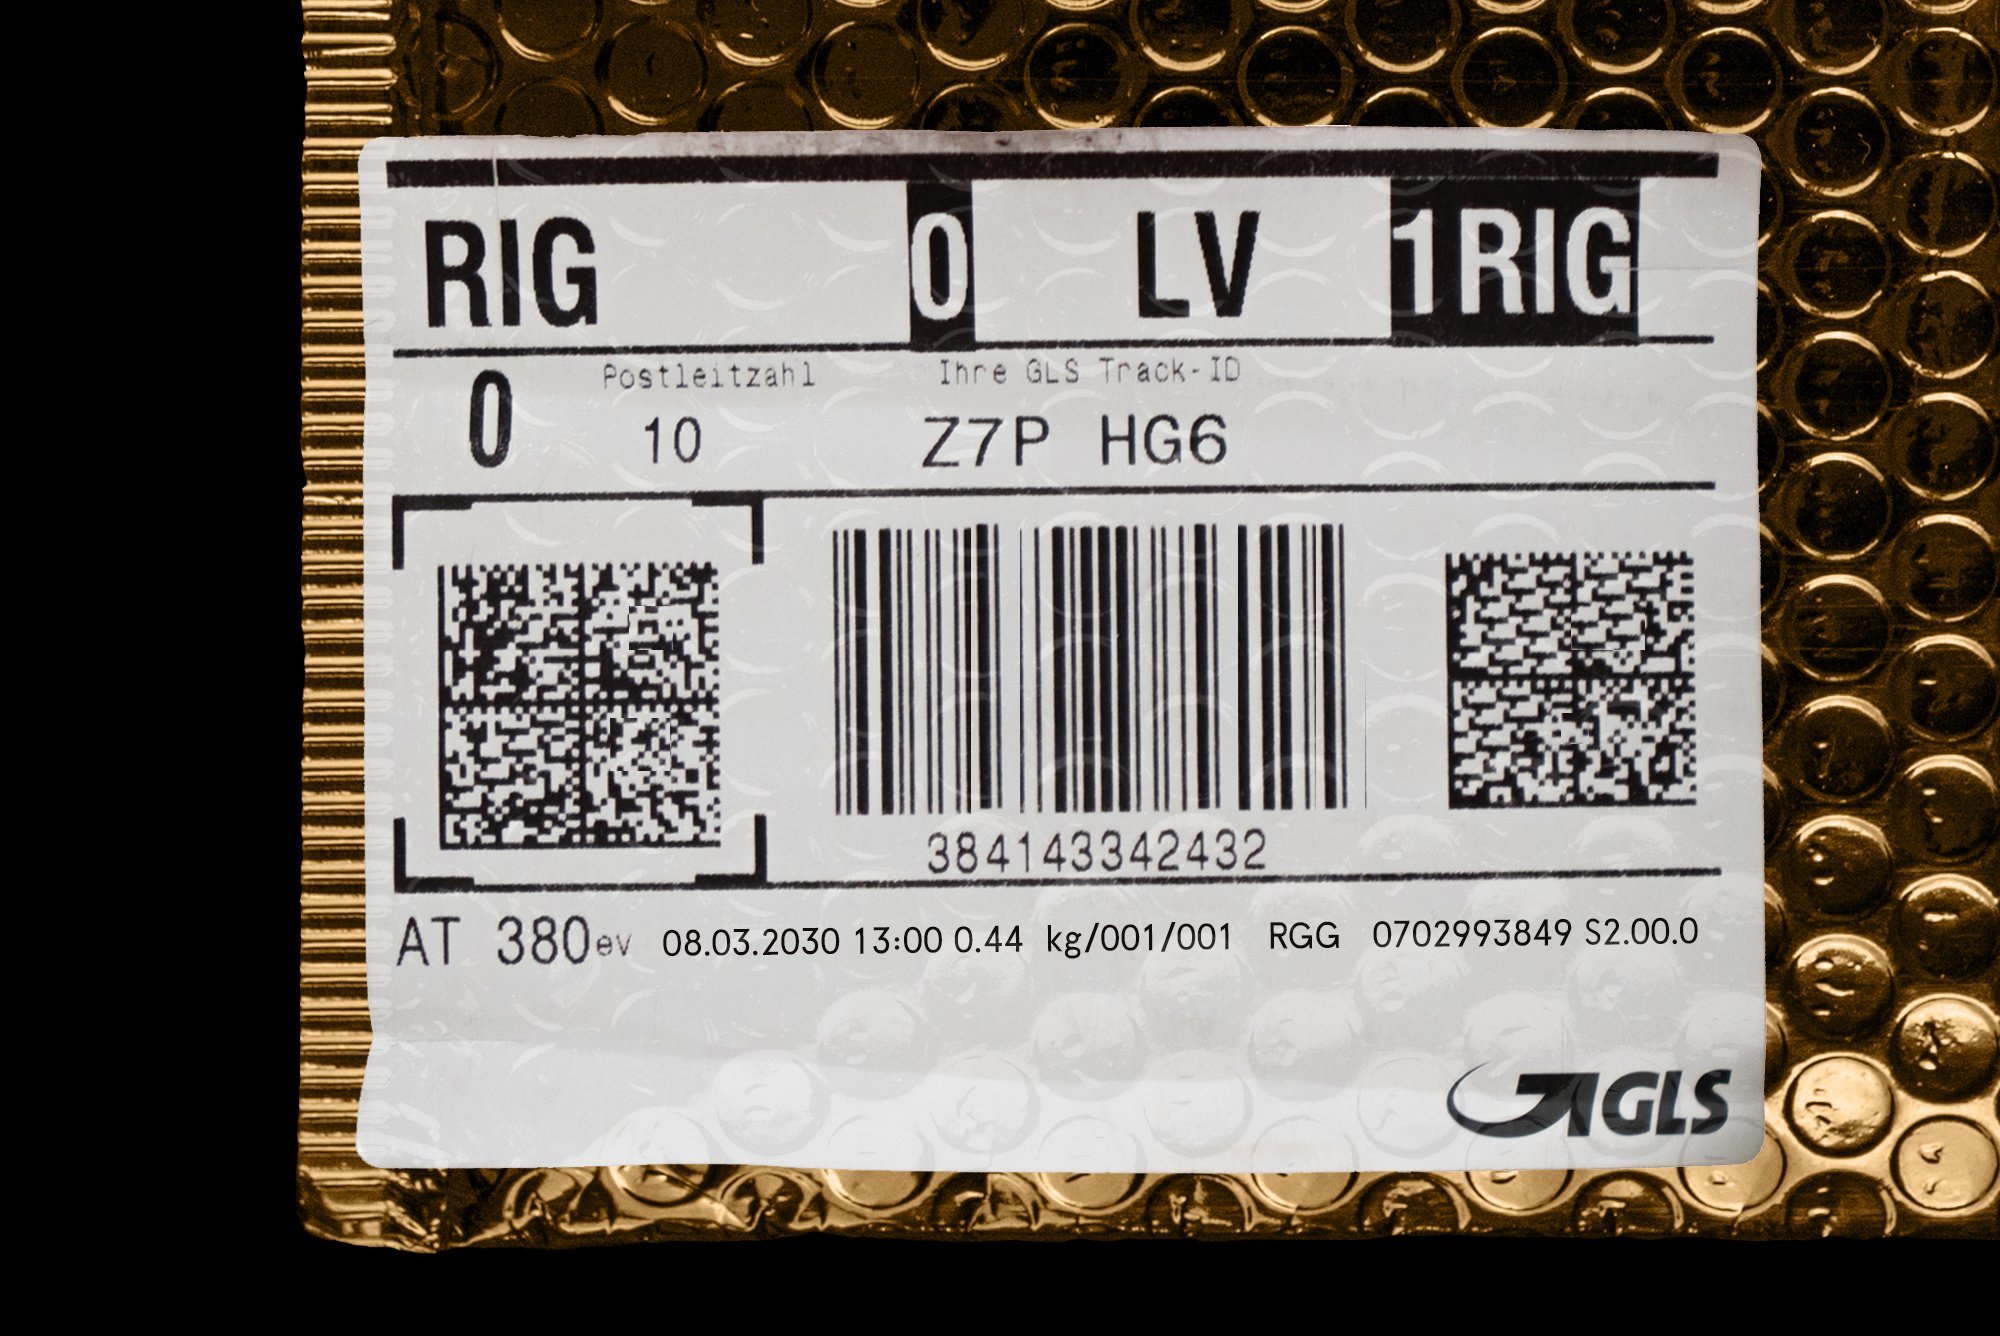 RIG 0 LV 1RIG
0 Postleitzahl Ihre GLS Track-ID
10 Z7P HG6
384143342432
AT 380ev 08.03.2030 13:00 0.44 kg/001/001 RGG 0702993849 S2.00.0
GLS